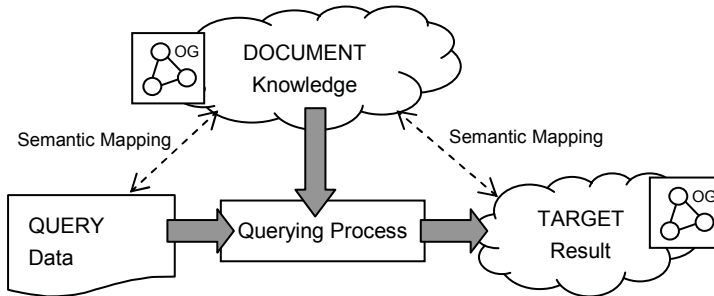 OG
DOCUMENT
Knowledge
Semantic Mapping
Semantic Mapping
QUERY
Data
Querying Process
TARGET
Result
OG